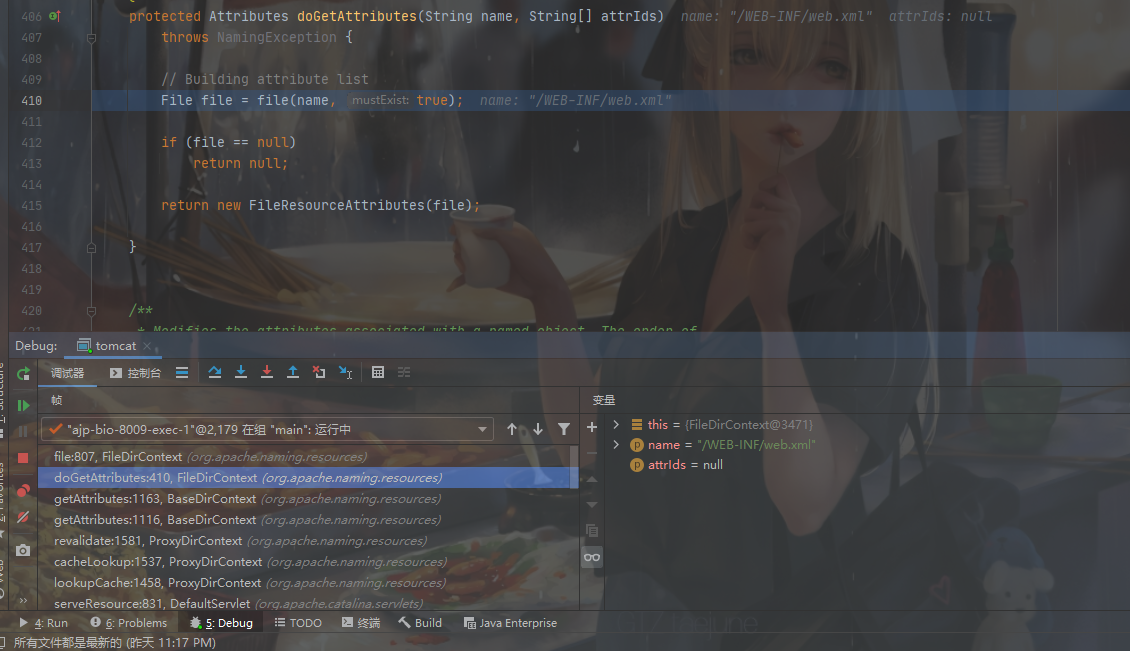 406 protected Attributes doGetAttributes(String name, String[] attrIds) name: "/WEB-INF/web.xml" attrIds: null
407 throws NamingException {
408
409 // Building attribute list
410 File file = file(name, mustExist: true); name: "/WEB-INF/web.xml"
411
412 if (file == null)
413 return null;
414
415 return new FileResourceAttributes(file);
416
417 }
418
419
420 /**
421 * Modifies the attributes associated with a named object. The order of
Debug: tomcat
调试器 控制台
帧 变量
"ajp-bio-8009-exec-1"@2,179 在组 "main": 运行中
file:807, FileDirContext (org.apache.naming.resources)
doGetAttributes:410, FileDirContext (org.apache.naming.resources)
getAttributes:1163, BaseDirContext (org.apache.naming.resources)
getAttributes:1116, BaseDirContext (org.apache.naming.resources)
revalidate:1581, ProxyDirContext (org.apache.naming.resources)
cacheLookup:1537, ProxyDirContext (org.apache.naming.resources)
lookupCache:1458, ProxyDirContext (org.apache.naming.resources)
serveResource:831, DefaultServlet (org.apache.catalina.servlets)
this = {FileDirContext@3471}
name = "/WEB-INF/web.xml"
attrIds = null
4: Run 6: Problems 5: Debug TODO 终端 Build Java Enterprise
所有文件都是最新的 (昨天 11:17 PM)